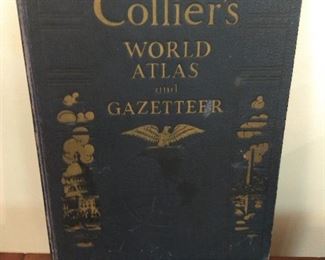 Collier's
WORLD
ATLAS
and
GAZETTEER